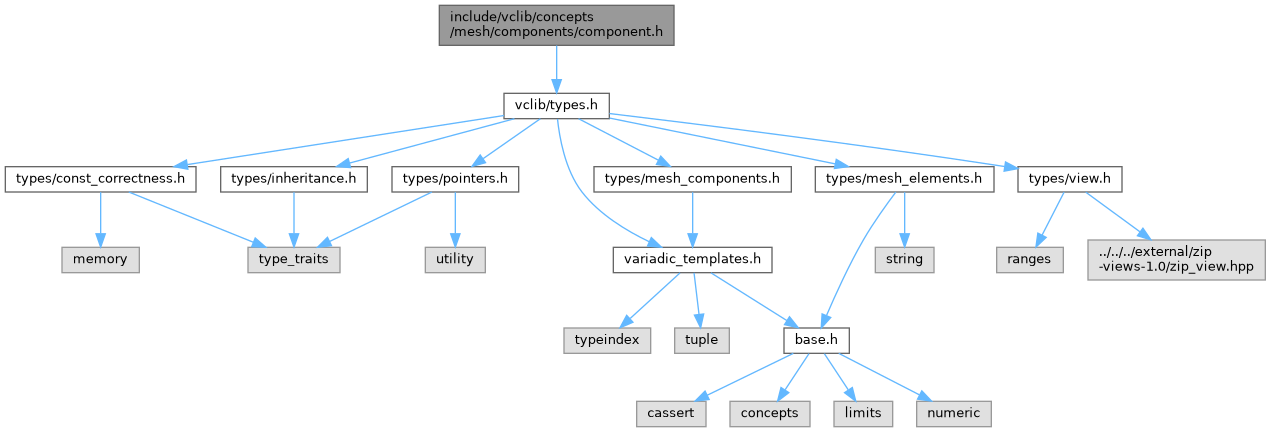 include/vclib/concepts
/mesh/components/component.h
vclib/types.h
types/const_correctness.h
types/inheritance.h
types/pointers.h
types/mesh_components.h
types/mesh_elements.h
types/view.h
memory
type_traits
utility
variadic_templates.h
string
ranges
../../../external/zip
-views-1.0/zip_view.hpp
typeindex
tuple
base.h
cassert
concepts
limits
numeric